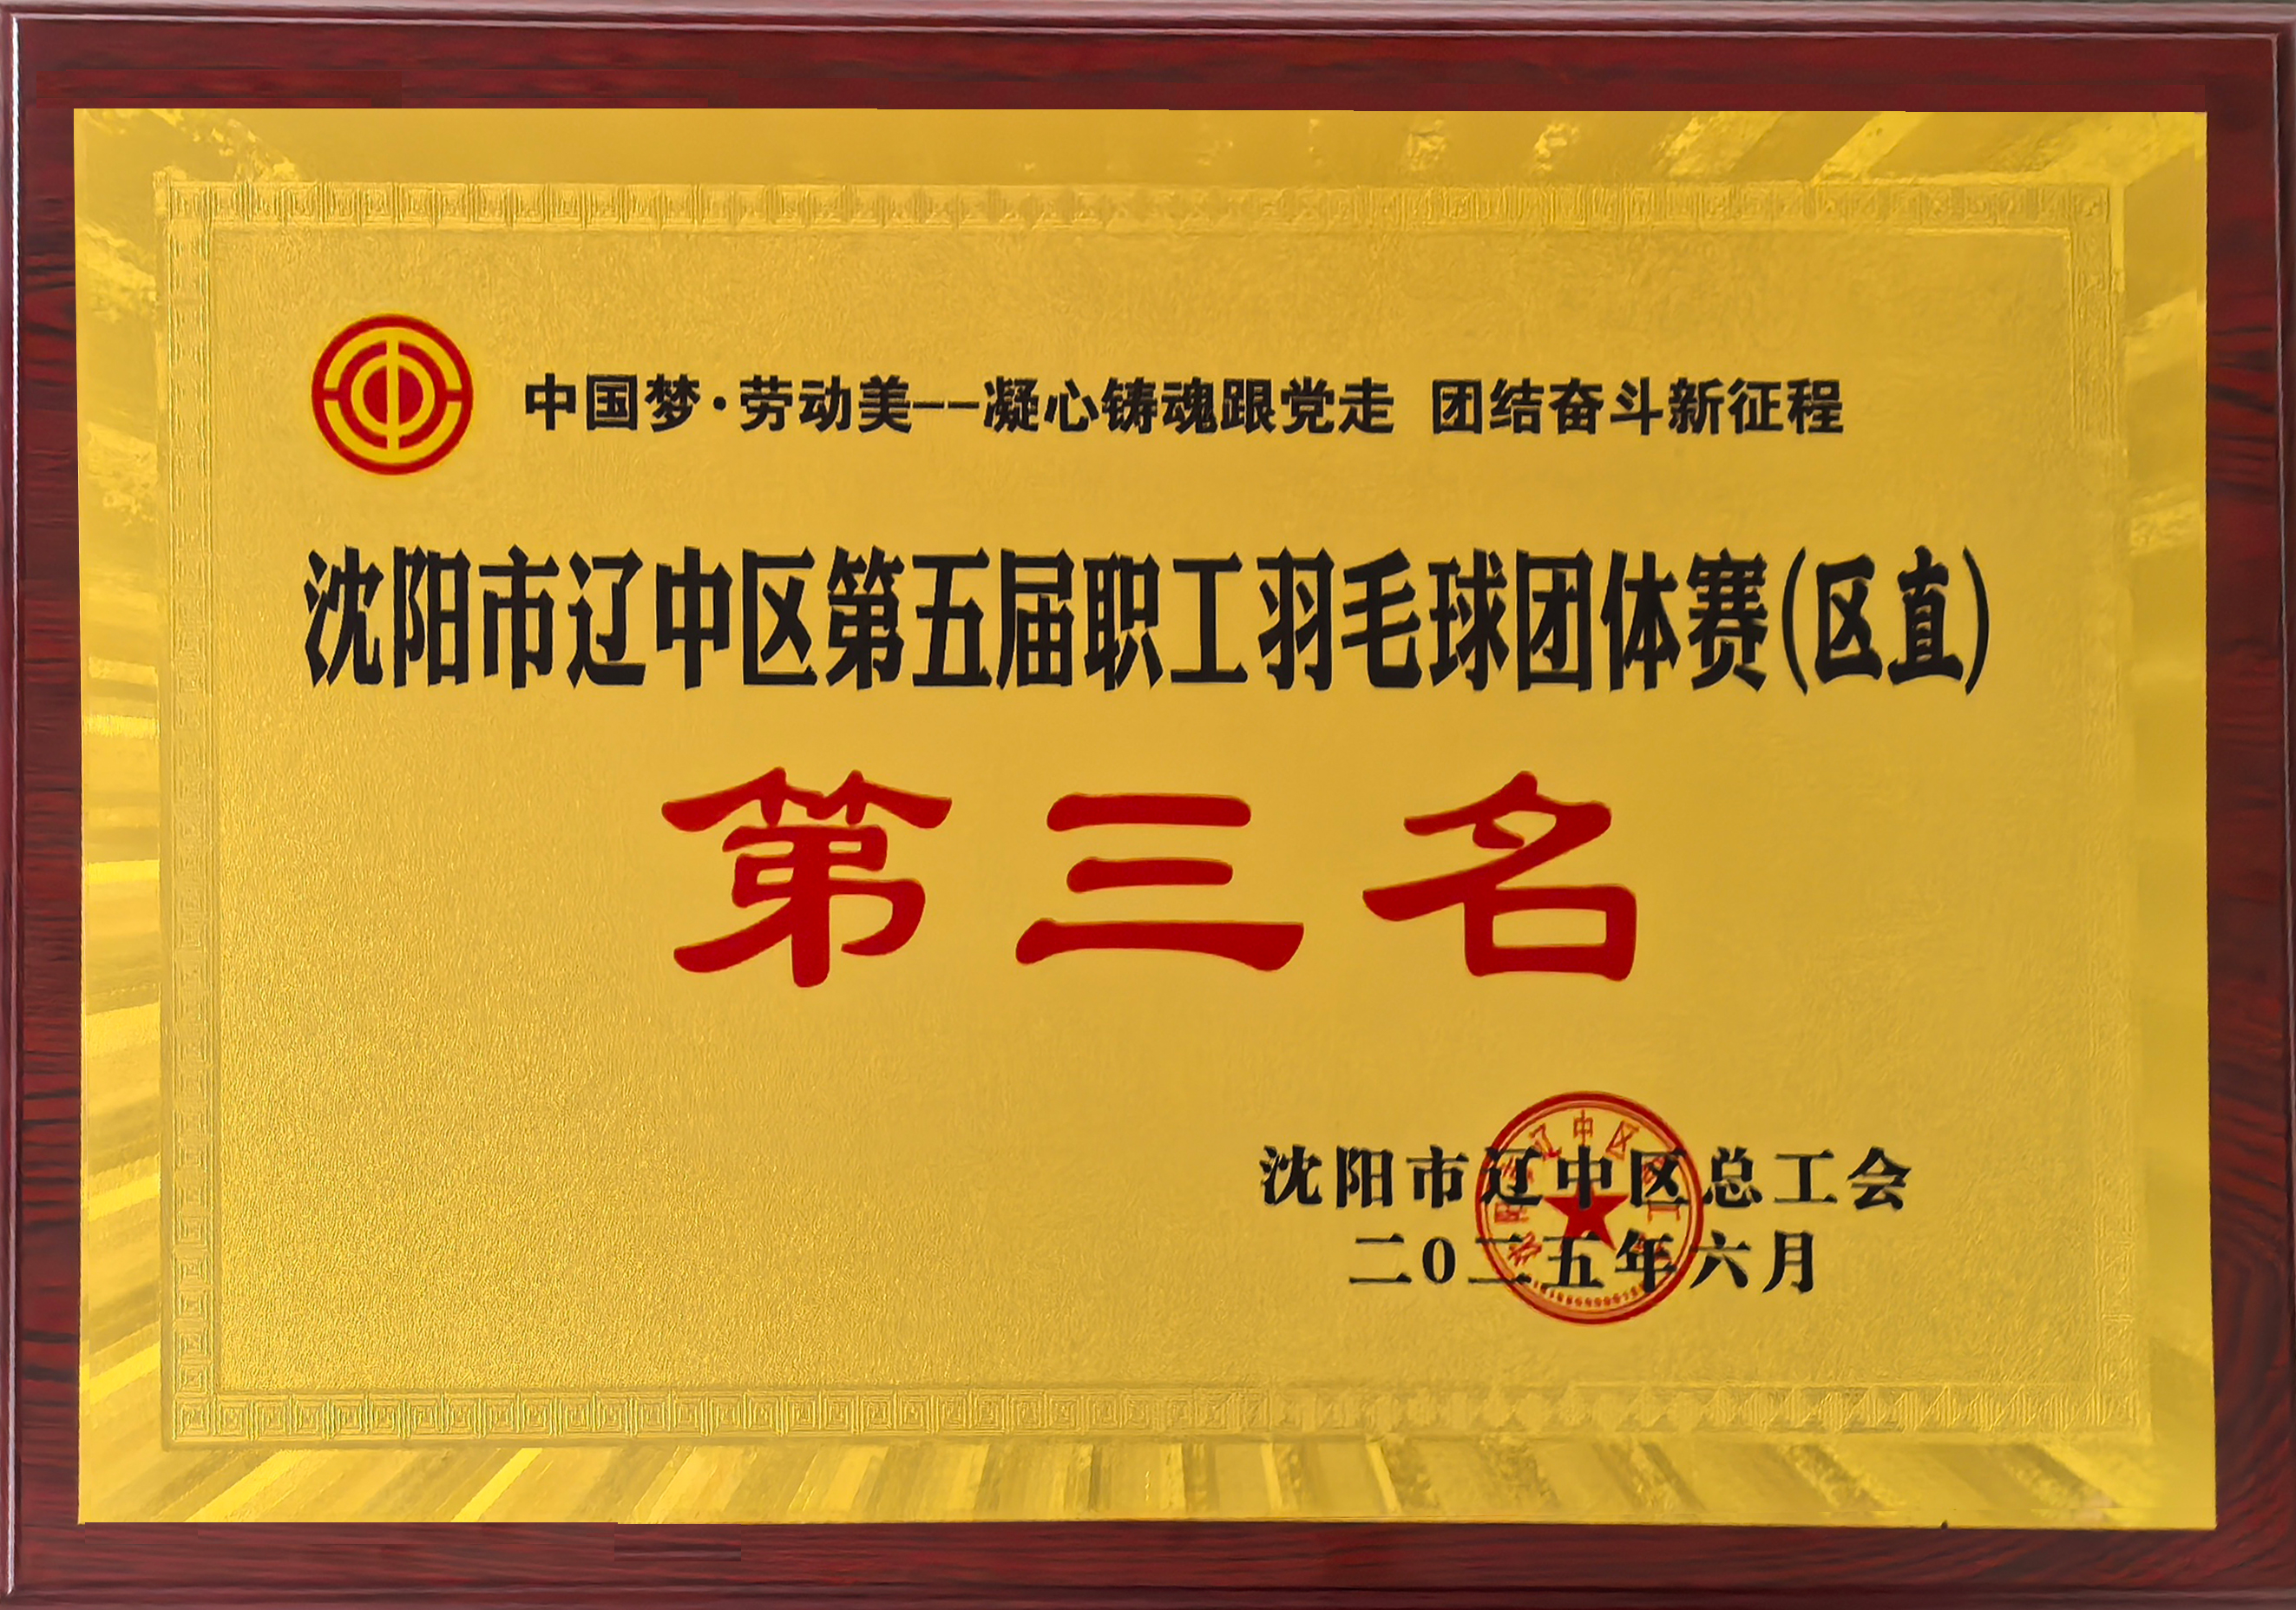 中国梦·劳动美——凝心铸魂跟党走 团结奋斗新征程
沈阳市辽中区第五届职工羽毛球团体赛(区直)
第三名
沈阳市辽中区总工会
二0二五年六月